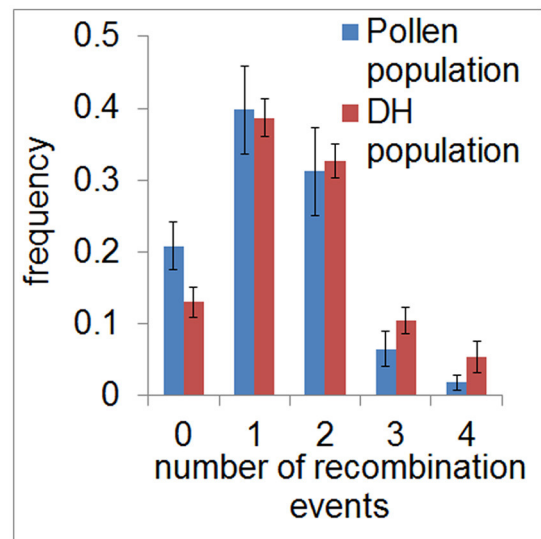 0.5
0.4
0.3
0.2
0.1
0
frequency
Pollen
population
DH
population
0 1 2 3 4
number of recombination
events